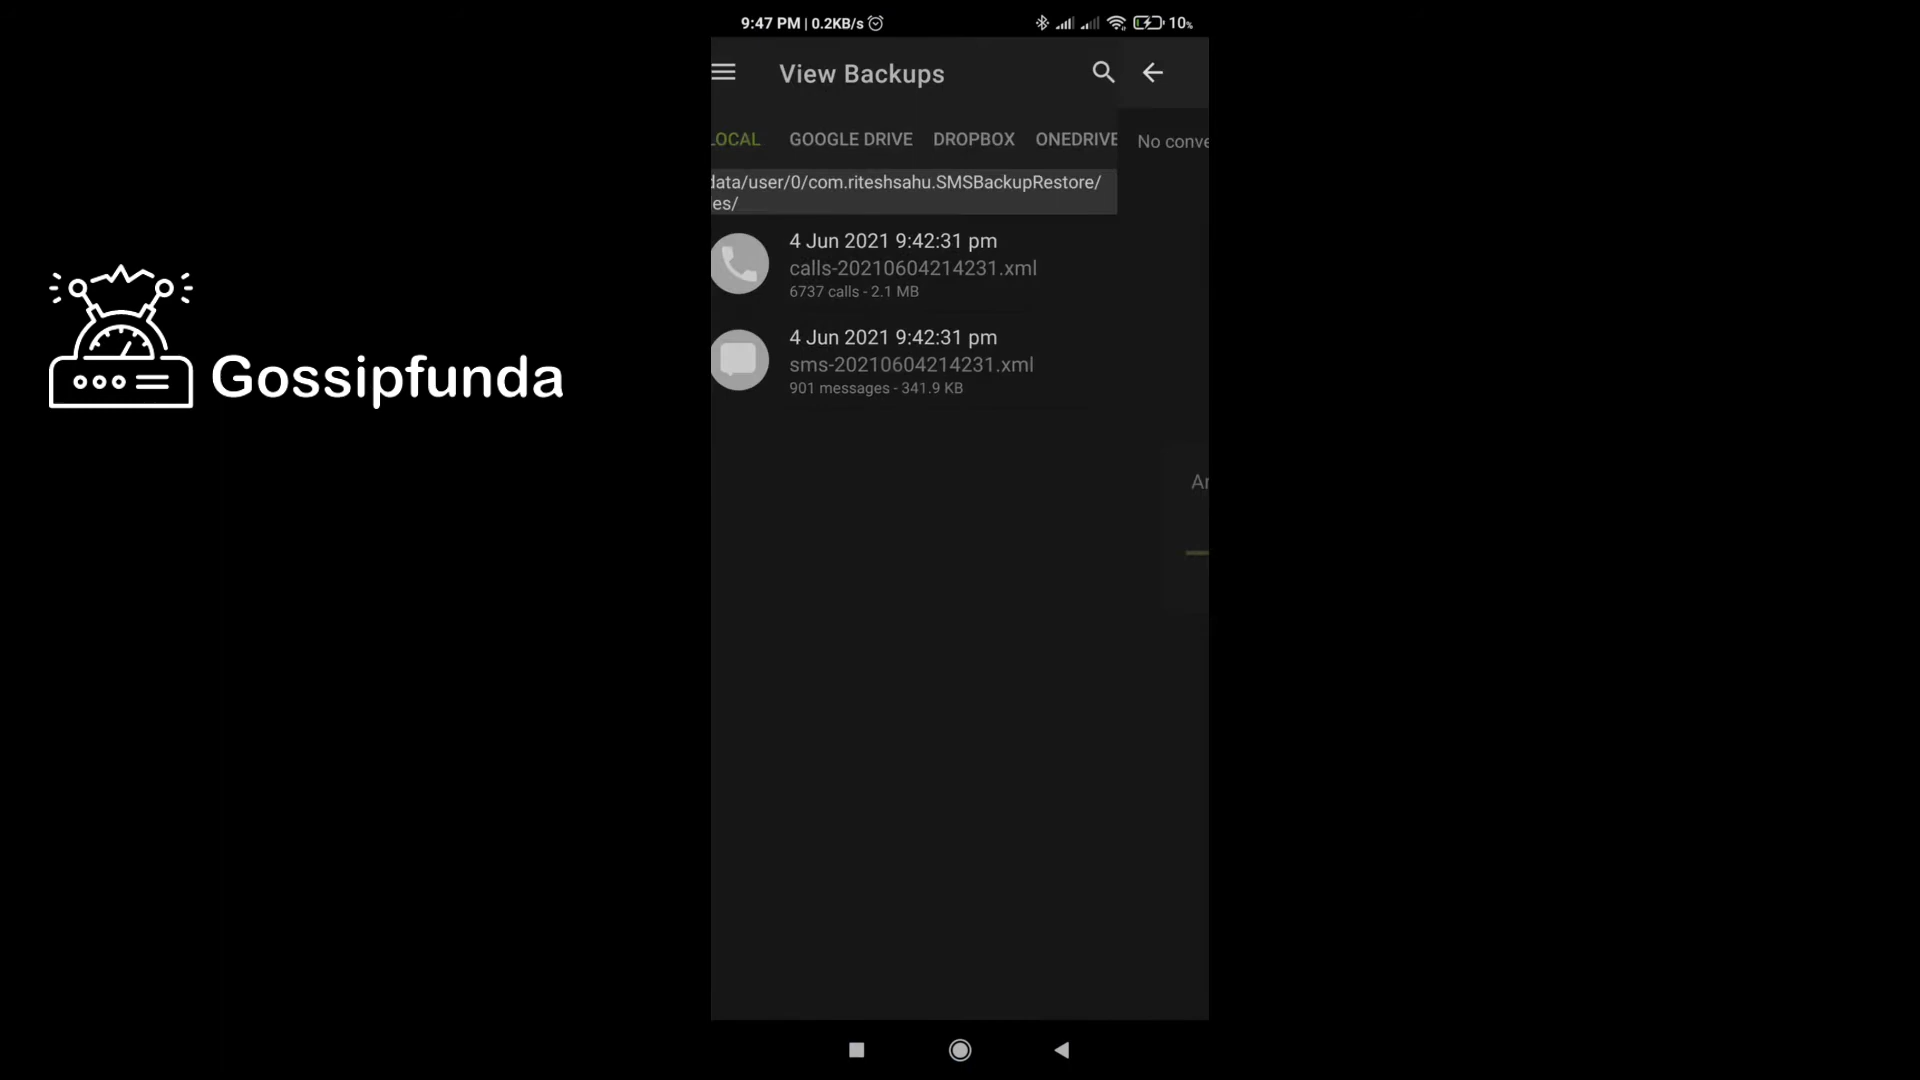 9:47 PM | 0.2KB/s
10%
View Backups
LOCAL GOOGLE DRIVE DROPBOX ONEDRIVE
No conve
data/user/0/com.riteshsahu.SMSBackupRestore/
es/
4 Jun 2021 9:42:31 pm
calls-20210604214231.xml
6737 calls - 2.1 MB
4 Jun 2021 9:42:31 pm
sms-20210604214231.xml
901 messages - 341.9 KB
Gossipfunda
Ar